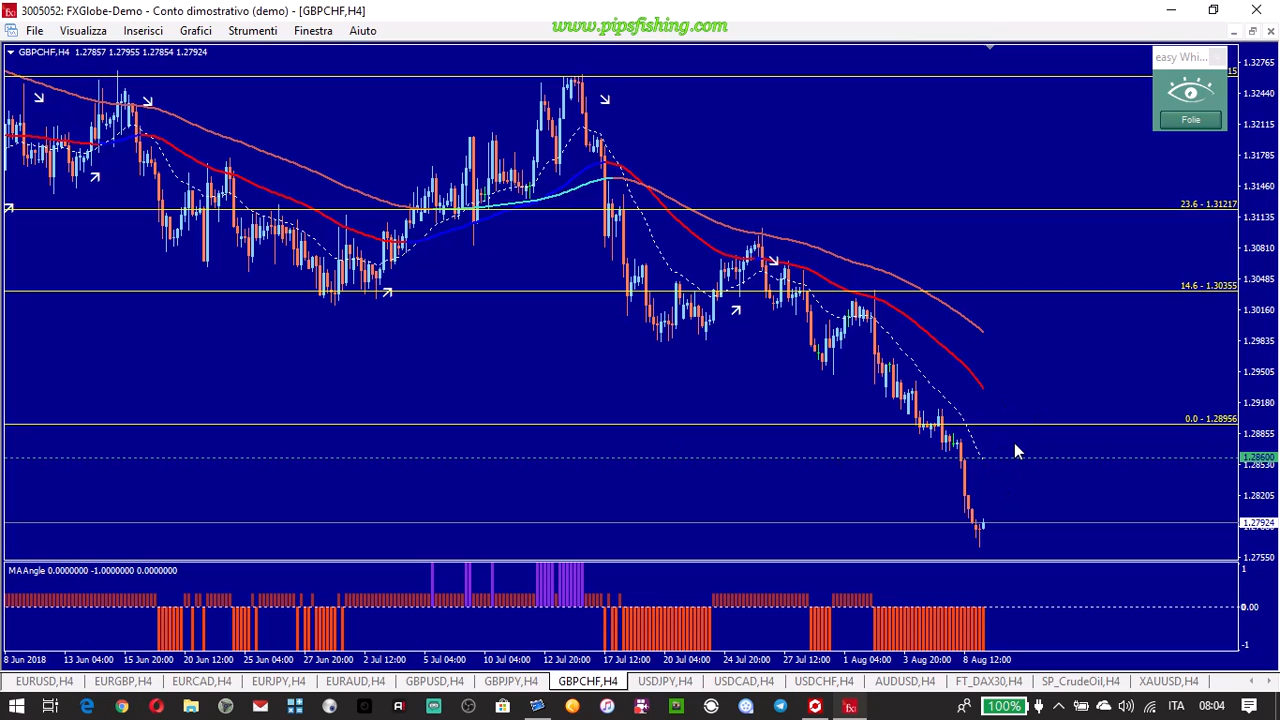 3005052: FXGlobe-Demo - Conto dimostrativo (demo) - [GBPCHF,H4]
www.pipsfishing.com
File Visualizza Inserisci Grafici Strumenti Finestra Aiuto
GBPCHF,H4 1.27857 1.27955 1.27854 1.27924
easy Whi...
Folie
15
23.6 - 1.31217
14.6 - 1.30355
0.0 - 1.28956
1.32765
1.32440
1.32115
1.31785
1.31460
1.31135
1.30810
1.30485
1.30160
1.29835
1.29505
1.29180
1.28855
1.28600
1.28530
1.28205
1.27924
1.27550
MAAngle 0.0000000 -1.0000000 0.0000000
1
0.00
-1
8 Jun 2018 13 Jun 04:00 15 Jun 20:00 20 Jun 12:00 25 Jun 04:00 27 Jun 20:00 2 Jul 12:00 5 Jul 04:00 10 Jul 04:00 12 Jul 20:00 17 Jul 12:00 20 Jul 04:00 24 Jul 20:00 27 Jul 12:00 1 Aug 04:00 3 Aug 20:00 8 Aug 12:00
EURUSD,H4 EURGBP,H4 EURCAD,H4 EURJPY,H4 EURAUD,H4 GBPUSD,H4 GBPJPY,H4 GBPCHF,H4 USDJPY,H4 USDCAD,H4 USDCHF,H4 AUDUSD,H4 FT_DAX30,H4 SP_CrudeOil,H4 XAUUSD,H4
100% ITA 08:04